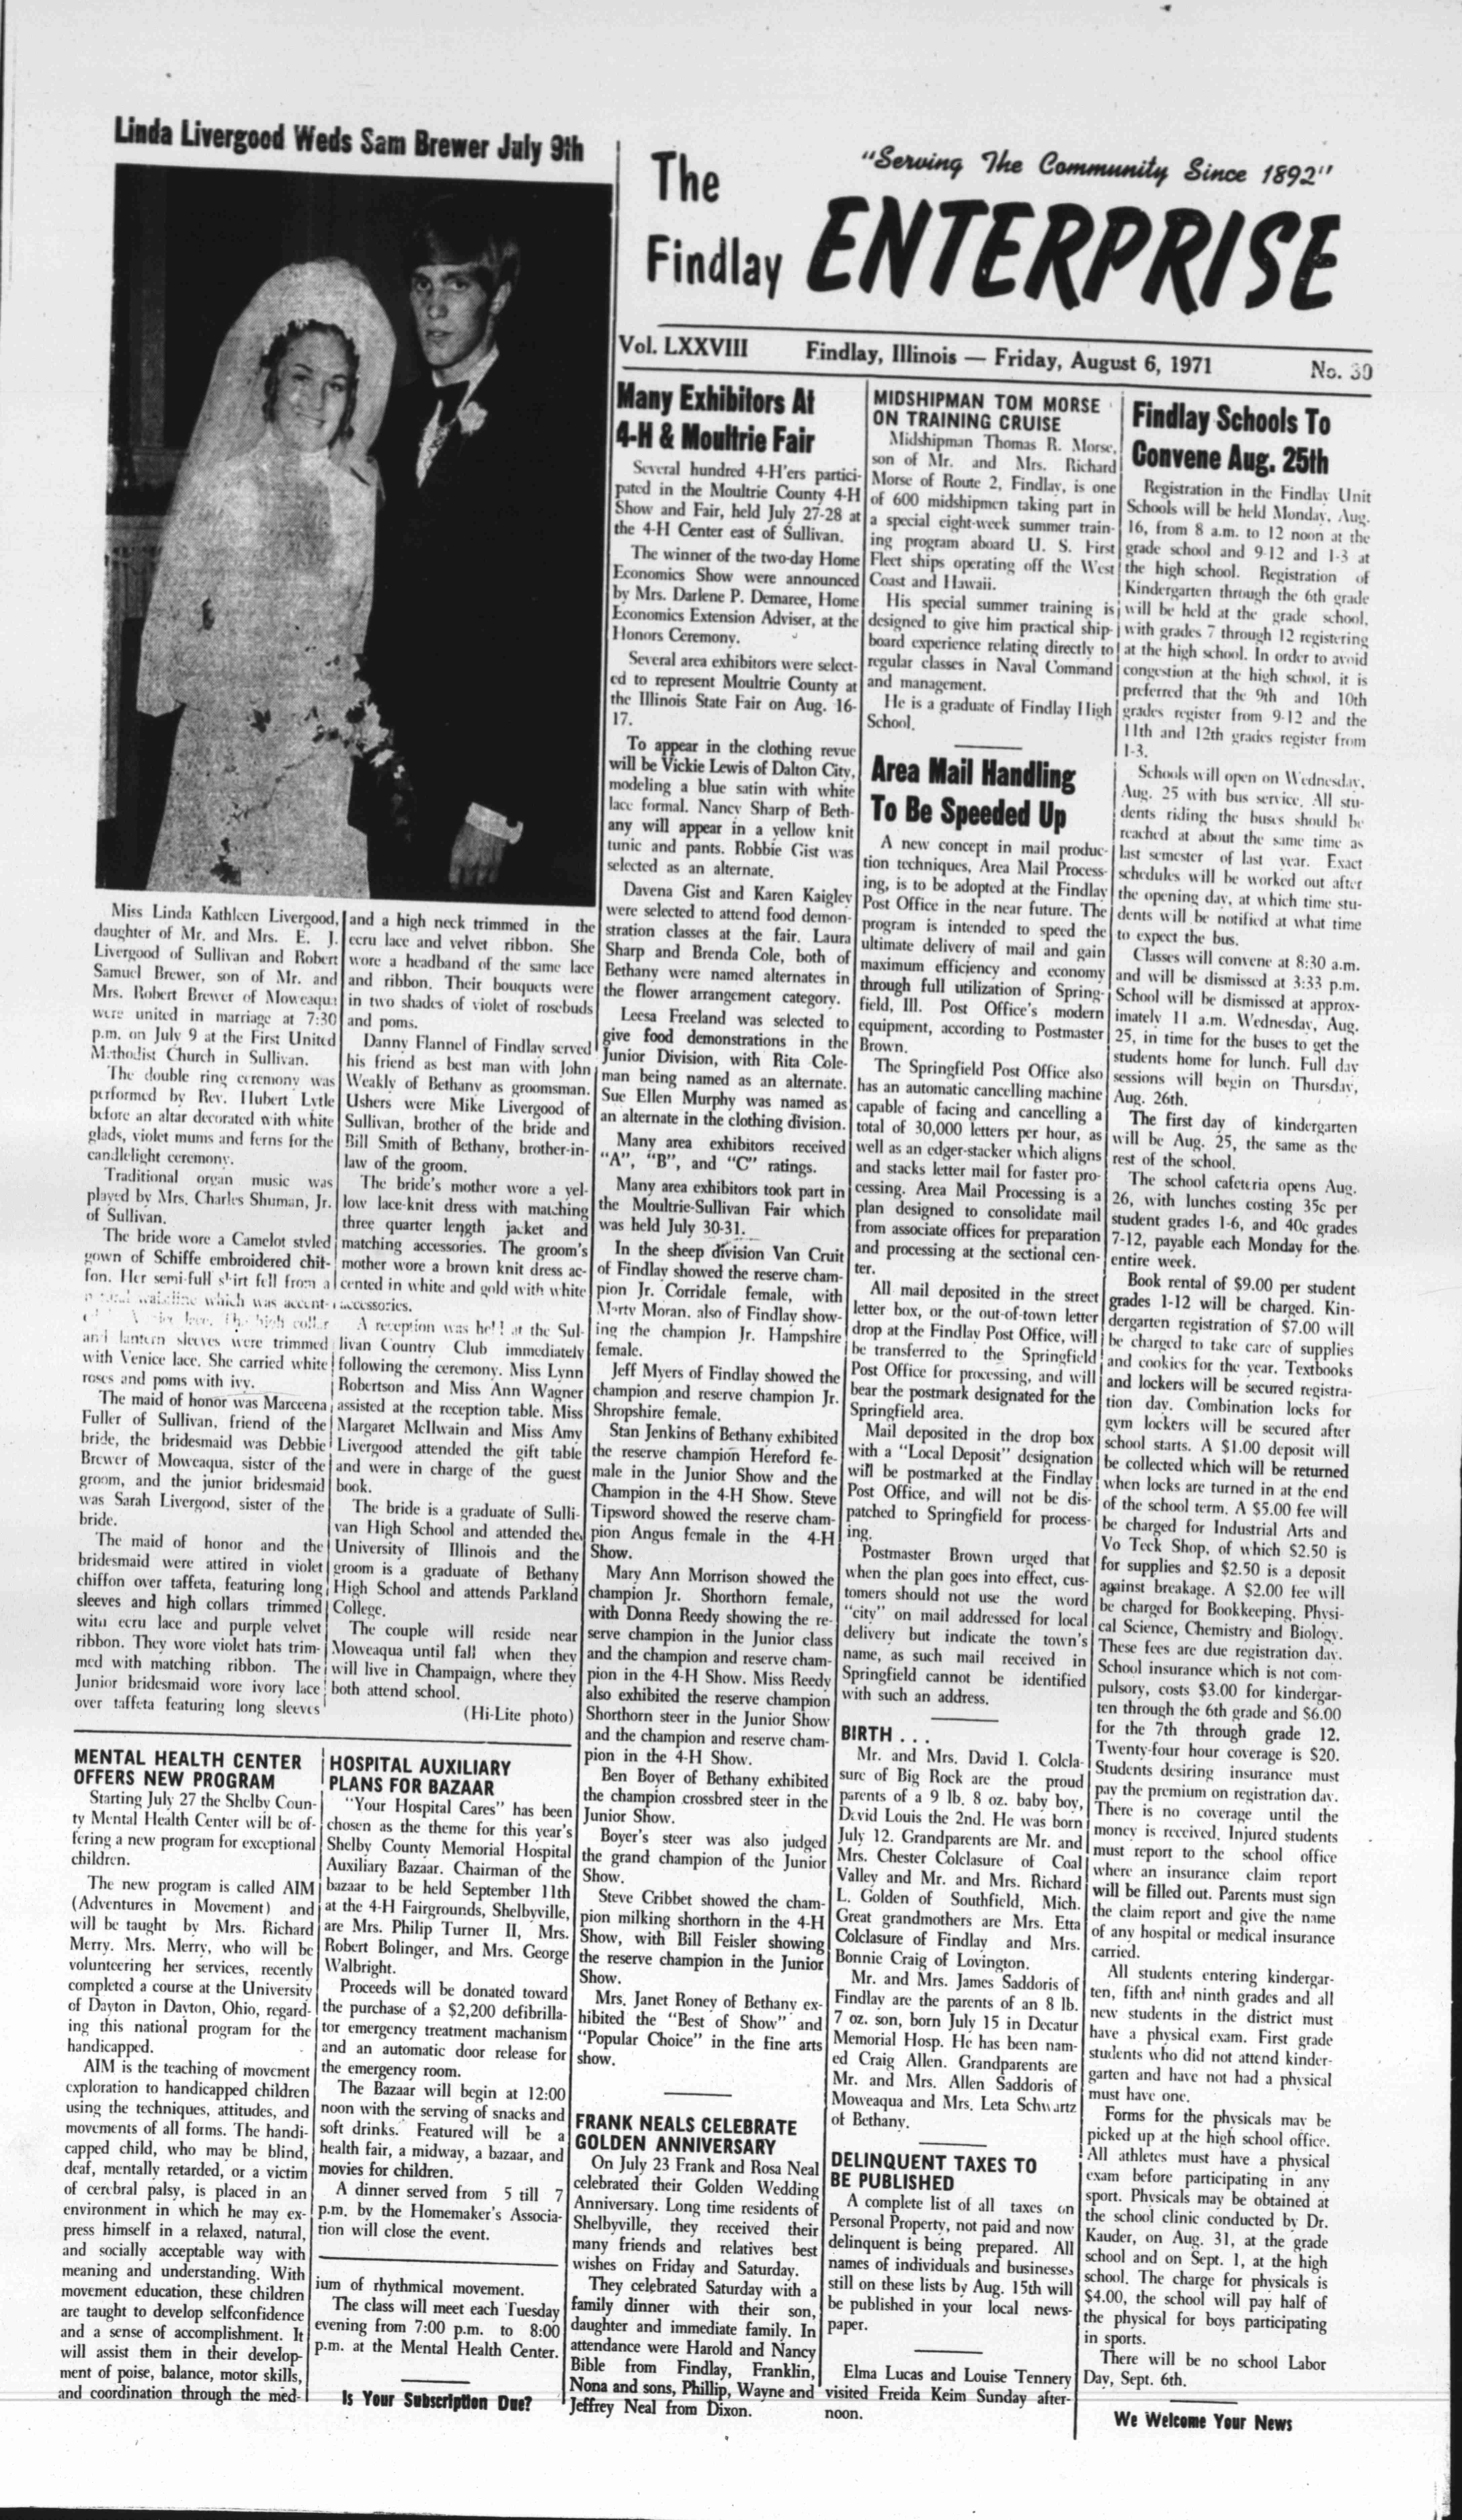 Linda Livergood Weds Sam Brewer July 9th
"Serving The Community Since 1892"
The
Findlay ENTERPRISE
Vol. LXXVIII Findlay, Illinois — Friday, August 6, 1971 No. 30
Miss Linda Kathleen Livergood,
daughter of Mr. and Mrs. E. J.
Livergood of Sullivan and Robert
Samuel Brewer, son of Mr. and
Mrs. Robert Brewer of Moweaqua
were united in marriage at 7:30
p.m. on July 9 at the First United
Methodist Church in Sullivan.
The double ring ceremony was
performed by Rev. Hubert Lytle
before an altar decorated with white
glads, violet mums and ferns for the
candlelight ceremony.
Traditional organ music was
played by Mrs. Charles Shuman, Jr.
of Sullivan.
The bride wore a Camelot styled
gown of Schiffe embroidered chif-
fon. Her semi-full skirt fell from a
waistline which was accent-
lace. The high collar
and lantern sleeves were trimmed
with Venice lace. She carried white
roses and poms with ivy.
The maid of honor was Marceena
Fuller of Sullivan, friend of the
bride, the bridesmaid was Debbie
Brewer of Moweaqua, sister of the
groom, and the junior bridesmaid
was Sarah Livergood, sister of the
bride.
The maid of honor and the
bridesmaid were attired in violet
chiffon over taffeta, featuring long
sleeves and high collars trimmed
with ecru lace and purple velvet
ribbon. They wore violet hats trim-
med with matching ribbon. The
Junior bridesmaid wore ivory lace
over taffeta featuring long sleeves
and a high neck trimmed in the
ecru lace and velvet ribbon. She
wore a headband of the same lace
and ribbon. Their bouquets were
in two shades of violet of rosebuds
and poms.
Danny Flannel of Findlay served
his friend as best man with John
Weakly of Bethany as groomsman.
Ushers were Mike Livergood of
Sullivan, brother of the bride and
Bill Smith of Bethany, brother-in-
law of the groom.
The bride's mother wore a yel-
low lace-knit dress with matching
three quarter length jacket and
matching accessories. The groom's
mother wore a brown knit dress ac-
cented in white and gold with white
accessories.
A reception was held at the Sul-
livan Country Club immediately
following the ceremony. Miss Lynn
Robertson and Miss Ann Wagner
assisted at the reception table. Miss
Margaret McIlwain and Miss Amy
Livergood attended the gift table
and were in charge of the guest
book.
The bride is a graduate of Sulli-
van High School and attended the
University of Illinois and the
groom is a graduate of Bethany
High School and attends Parkland
College.
The couple will reside near
Moweaqua until fall when they
will live in Champaign, where they
both attend school.
(Hi-Lite photo)
MENTAL HEALTH CENTER
OFFERS NEW PROGRAM
Starting July 27 the Shelby Coun-
ty Mental Health Center will be of-
fering a new program for exceptional
children.
The new program is called AIM
(Adventures in Movement) and
will be taught by Mrs. Richard
Merry. Mrs. Merry, who will be
volunteering her services, recently
completed a course at the University
of Dayton in Dayton, Ohio, regard-
ing this national program for the
handicapped.
AIM is the teaching of movement
exploration to handicapped children
using the techniques, attitudes, and
movements of all forms. The handi-
capped child, who may be blind,
deaf, mentally retarded, or a victim
of cerebral palsy, is placed in an
environment in which he may ex-
press himself in a relaxed, natural,
and socially acceptable way with
meaning and understanding. With
movement education, these children
are taught to develop selfconfidence
and a sense of accomplishment. It
will assist them in their develop-
ment of poise, balance, motor skills,
and coordination through the med-
HOSPITAL AUXILIARY
PLANS FOR BAZAAR
"Your Hospital Cares" has been
chosen as the theme for this year's
Shelby County Memorial Hospital
Auxiliary Bazaar. Chairman of the
bazaar to be held September 11th
at the 4-H Fairgrounds, Shelbyville,
are Mrs. Philip Turner II, Mrs.
Robert Bolinger, and Mrs. George
Walbright.
Proceeds will be donated toward
the purchase of a $2,200 defibrilla-
tor emergency treatment machanism
and an automatic door release for
the emergency room.
The Bazaar will begin at 12:00
noon with the serving of snacks and
soft drinks. Featured will be a
health fair, a midway, a bazaar, and
movies for children.
A dinner served from 5 till 7
p.m. by the Homemaker's Associa-
tion will close the event.
ium of rhythmical movement.
The class will meet each Tuesday
evening from 7:00 p.m. to 8:00
p.m. at the Mental Health Center.
Is Your Subscription Due?
Many Exhibitors At
4-H & Moultrie Fair
Several hundred 4-H'ers partici-
pated in the Moultrie County 4-H
Show and Fair, held July 27-28 at
the 4-H Center east of Sullivan.
The winner of the two-day Home
Economics Show were announced
by Mrs. Darlene P. Demaree, Home
Economics Extension Adviser, at the
Honors Ceremony.
Several area exhibitors were select-
ed to represent Moultrie County at
the Illinois State Fair on Aug. 16-
17.
To appear in the clothing revue
will be Vickie Lewis of Dalton City,
modeling a blue satin with white
lace formal. Nancy Sharp of Beth-
any will appear in a yellow knit
tunic and pants. Robbie Gist was
selected as an alternate.
Davena Gist and Karen Kaigley
were selected to attend food demon-
stration classes at the fair. Laura
Sharp and Brenda Cole, both of
Bethany were named alternates in
the flower arrangement category.
Leesa Freeland was selected to
give food demonstrations in the
Junior Division, with Rita Cole-
man being named as an alternate.
Sue Ellen Murphy was named as
an alternate in the clothing division.
Many area exhibitors received
"A", "B", and "C" ratings.
Many area exhibitors took part in
the Moultrie-Sullivan Fair which
was held July 30-31.
In the sheep division Van Cruit
of Findlay showed the reserve cham-
pion Jr. Corridale female, with
Marty Moran, also of Findlay show-
ing the champion Jr. Hampshire
female.
Jeff Myers of Findlay showed the
champion and reserve champion Jr.
Shropshire female.
Stan Jenkins of Bethany exhibited
the reserve champion Hereford fe-
male in the Junior Show and the
Champion in the 4-H Show. Steve
Tipsword showed the reserve cham-
pion Angus female in the 4-H
Show.
Mary Ann Morrison showed the
champion Jr. Shorthorn female,
with Donna Reedy showing the re-
serve champion in the Junior class
and the champion and reserve cham-
pion in the 4-H Show. Miss Reedy
also exhibited the reserve champion
Shorthorn steer in the Junior Show
and the champion and reserve cham-
pion in the 4-H Show.
Ben Boyer of Bethany exhibited
the champion crossbred steer in the
Junior Show.
Boyer's steer was also judged
the grand champion of the Junior
Show.
Steve Cribbet showed the cham-
pion milking shorthorn in the 4-H
Show, with Bill Feisler showing
the reserve champion in the Junior
Show.
Mrs. Janet Roney of Bethany ex-
hibited the "Best of Show" and
"Popular Choice" in the fine arts
show.
FRANK NEALS CELEBRATE
GOLDEN ANNIVERSARY
On July 23 Frank and Rosa Neal
celebrated their Golden Wedding
Anniversary. Long time residents of
Shelbyville, they received their
many friends and relatives best
wishes on Friday and Saturday.
They celebrated Saturday with a
family dinner with their son,
daughter and immediate family. In
attendance were Harold and Nancy
Bible from Findlay, Franklin,
Nona and sons, Phillip, Wayne and
Jeffrey Neal from Dixon.
MIDSHIPMAN TOM MORSE
ON TRAINING CRUISE
Midshipman Thomas R. Morse,
son of Mr. and Mrs. Richard
Morse of Route 2, Findlay, is one
of 600 midshipmen taking part in
a special eight-week summer train-
ing program aboard U. S. First
Fleet ships operating off the West
Coast and Hawaii.
His special summer training is
designed to give him practical ship-
board experience relating directly to
regular classes in Naval Command
and management.
He is a graduate of Findlay High
School.
Area Mail Handling
To Be Speeded Up
A new concept in mail produc-
tion techniques, Area Mail Process-
ing, is to be adopted at the Findlay
Post Office in the near future. The
program is intended to speed the
ultimate delivery of mail and gain
maximum efficiency and economy
through full utilization of Spring-
field, Ill. Post Office's modern
equipment, according to Postmaster
Brown.
The Springfield Post Office also
has an automatic cancelling machine
capable of facing and cancelling a
total of 30,000 letters per hour, as
well as an edger-stacker which aligns
and stacks letter mail for faster pro-
cessing. Area Mail Processing is a
plan designed to consolidate mail
from associate offices for preparation
and processing at the sectional cen-
ter.
All mail deposited in the street
letter box, or the out-of-town letter
drop at the Findlay Post Office, will
be transferred to the Springfield
Post Office for processing, and will
bear the postmark designated for the
Springfield area.
Mail deposited in the drop box
with a "Local Deposit" designation
will be postmarked at the Findlay
Post Office, and will not be dis-
patched to Springfield for process-
ing.
Postmaster Brown urged that
when the plan goes into effect, cus-
tomers should not use the word
"city" on mail addressed for local
delivery but indicate the town's
name, as such mail received in
Springfield cannot be identified
with such an address.
BIRTH . . .
Mr. and Mrs. David I. Colcla-
sure of Big Rock are the proud
parents of a 9 lb. 8 oz. baby boy,
David Louis the 2nd. He was born
July 12. Grandparents are Mr. and
Mrs. Chester Colclasure of Coal
Valley and Mr. and Mrs. Richard
L. Golden of Southfield, Mich.
Great grandmothers are Mrs. Etta
Colclasure of Findlay and Mrs.
Bonnie Craig of Lovington.
Mr. and Mrs. James Saddoris of
Findlay are the parents of an 8 lb.
7 oz. son, born July 15 in Decatur
Memorial Hosp. He has been nam-
ed Craig Allen. Grandparents are
Mr. and Mrs. Allen Saddoris of
Moweaqua and Mrs. Leta Schwartz
of Bethany.
DELINQUENT TAXES TO
BE PUBLISHED
A complete list of all taxes on
Personal Property, not paid and now
delinquent is being prepared. All
names of individuals and businesses
still on these lists by Aug. 15th will
be published in your local news-
paper.
Elma Lucas and Louise Tennery
visited Freida Keim Sunday after-
noon.
Findlay Schools To
Convene Aug. 25th
Registration in the Findlay Unit
Schools will be held Monday, Aug.
16, from 8 a.m. to 12 noon at the
grade school and 9-12 and 1-3 at
the high school. Registration of
Kindergarten through the 6th grade
will be held at the grade school,
with grades 7 through 12 registering
at the high school. In order to avoid
congestion at the high school, it is
preferred that the 9th and 10th
grades register from 9-12 and the
11th and 12th grades register from
1-3.
Schools will open on Wednesday,
Aug. 25 with bus service. All stu-
dents riding the buses should be
reached at about the same time as
last semester of last year. Exact
schedules will be worked out after
the opening day, at which time stu-
dents will be notified at what time
to expect the bus.
Classes will convene at 8:30 a.m.
and will be dismissed at 3:33 p.m.
School will be dismissed at approx-
imately 11 a.m. Wednesday, Aug.
25, in time for the buses to get the
students home for lunch. Full day
sessions will begin on Thursday,
Aug. 26th.
The first day of kindergarten
will be Aug. 25, the same as the
rest of the school.
The school cafeteria opens Aug.
26, with lunches costing 35c per
student grades 1-6, and 40c grades
7-12, payable each Monday for the
entire week.
Book rental of $9.00 per student
grades 1-12 will be charged. Kin-
dergarten registration of $7.00 will
be charged to take care of supplies
and cookies for the year. Textbooks
and lockers will be secured registra-
tion day. Combination locks for
gym lockers will be secured after
school starts. A $1.00 deposit will
be collected which will be returned
when locks are turned in at the end
of the school term. A $5.00 fee will
be charged for Industrial Arts and
Vo Teck Shop, of which $2.50 is
for supplies and $2.50 is a deposit
against breakage. A $2.00 fee will
be charged for Bookkeeping, Physi-
cal Science, Chemistry and Biology.
These fees are due registration day.
School insurance which is not com-
pulsory, costs $3.00 for kindergar-
ten through the 6th grade and $6.00
for the 7th through grade 12.
Twenty-four hour coverage is $20.
Students desiring insurance must
pay the premium on registration day.
There is no coverage until the
money is received. Injured students
must report to the school office
where an insurance claim report
will be filled out. Parents must sign
the claim report and give the name
of any hospital or medical insurance
carried.
All students entering kindergar-
ten, fifth and ninth grades and all
new students in the district must
have a physical exam. First grade
students who did not attend kinder-
garten and have not had a physical
must have one.
Forms for the physicals may be
picked up at the high school office.
All athletes must have a physical
exam before participating in any
sport. Physicals may be obtained at
the school clinic conducted by Dr.
Kauder, on Aug. 31, at the grade
school and on Sept. 1, at the high
school. The charge for physicals is
$4.00, the school will pay half of
the physical for boys participating
in sports.
There will be no school Labor
Day, Sept. 6th.
We Welcome Your News